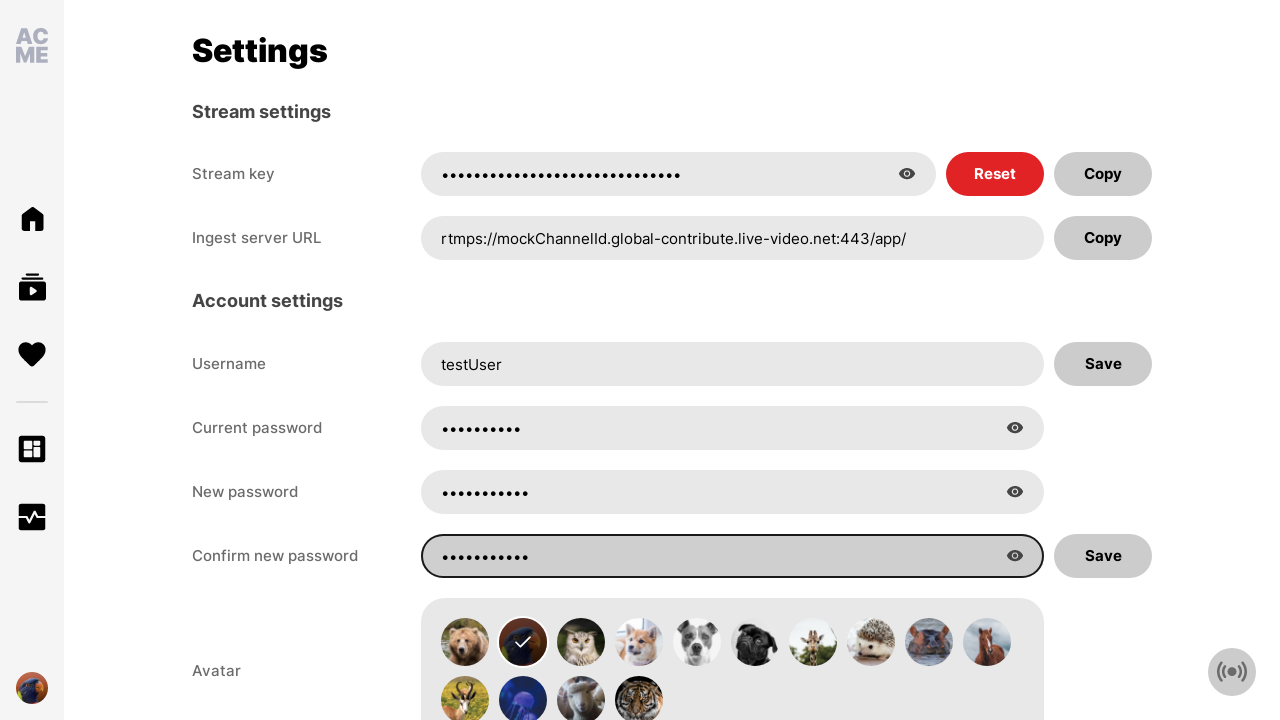 AC
ME
Settings
Stream settings
Stream key
••••••••••••••••••••••••••••••
Reset
Copy
Ingest server URL
rtmps://mockChannelId.global-contribute.live-video.net:443/app/
Copy
Account settings
Username
testUser
Save
Current password
••••••••••
New password
•••••••••••
Confirm new password
•••••••••••
Save
Avatar